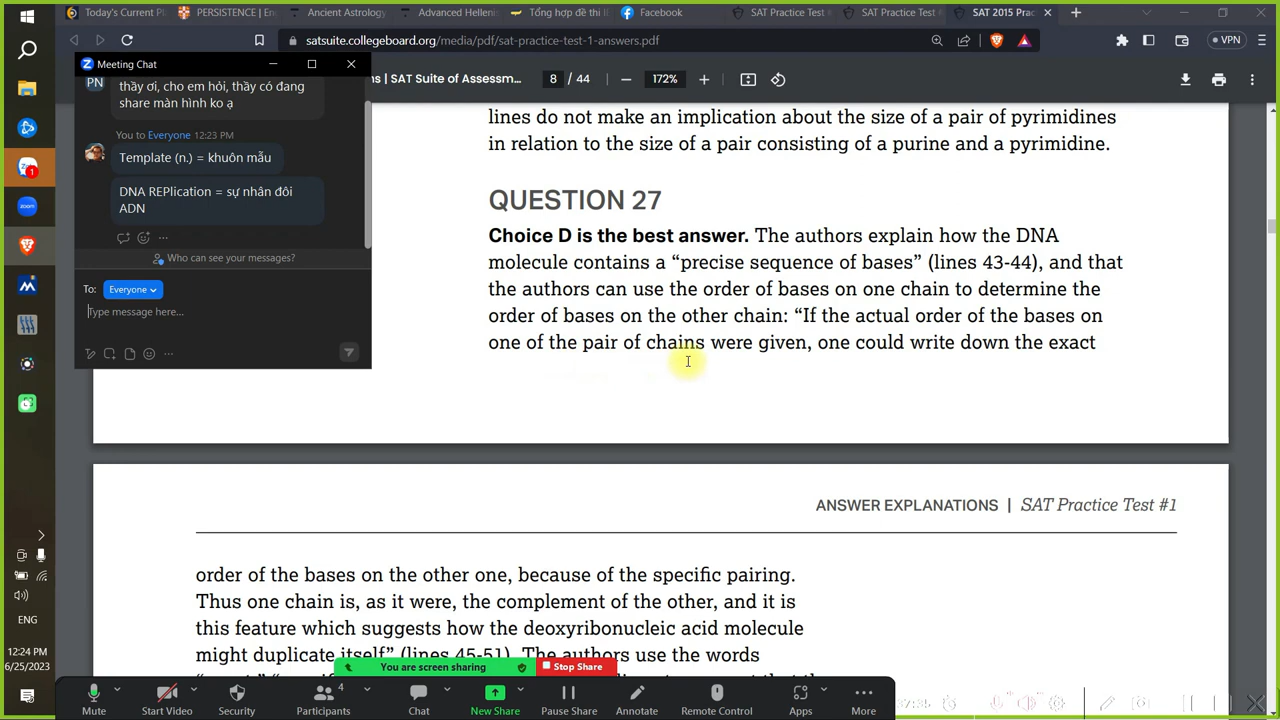 Today's Current P
PERSISTENCE | En
Ancient Astrology
Advanced Hellenis
Tổng hợp đề thi I
Facebook
SAT Practice Test
SAT Practice Test
SAT 2015 Prac
satsuite.collegeboard.org/media/pdf/sat-practice-test-1-answers.pdf
VPN
Meeting Chat
s | SAT Suite of Assessm...
8 / 44
172%
PN
thầy ơi, cho em hỏi, thầy có đang
share màn hình ko ạ
You to Everyone 12:23 PM
Template (n.) = khuôn mẫu
DNA REPlication = sự nhân đôi
ADN
Who can see your messages?
To: Everyone
Type message here...
lines do not make an implication about the size of a pair of pyrimidines
in relation to the size of a pair consisting of a purine and a pyrimidine.
QUESTION 27
Choice D is the best answer. The authors explain how the DNA
molecule contains a “precise sequence of bases” (lines 43-44), and that
the authors can use the order of bases on one chain to determine the
order of bases on the other chain: “If the actual order of the bases on
one of the pair of chains were given, one could write down the exact
ANSWER EXPLANATIONS | SAT Practice Test #1
order of the bases on the other one, because of the specific pairing.
Thus one chain is, as it were, the complement of the other, and it is
this feature which suggests how the deoxyribonucleic acid molecule
might duplicate itself” (lines 45-51). The authors use the words
You are screen sharing
Stop Share
ENG
12:24 PM
6/25/2023
Mute
Start Video
Security
4
Participants
Chat
New Share
Pause Share
Annotate
Remote Control
Apps
More